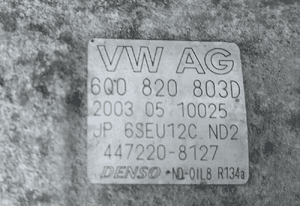 VW AG
6Q0 820 803D
2003 05 10025
JP 6SEU12C ND2
447220-8127
DENSO ND-OIL8 R134a